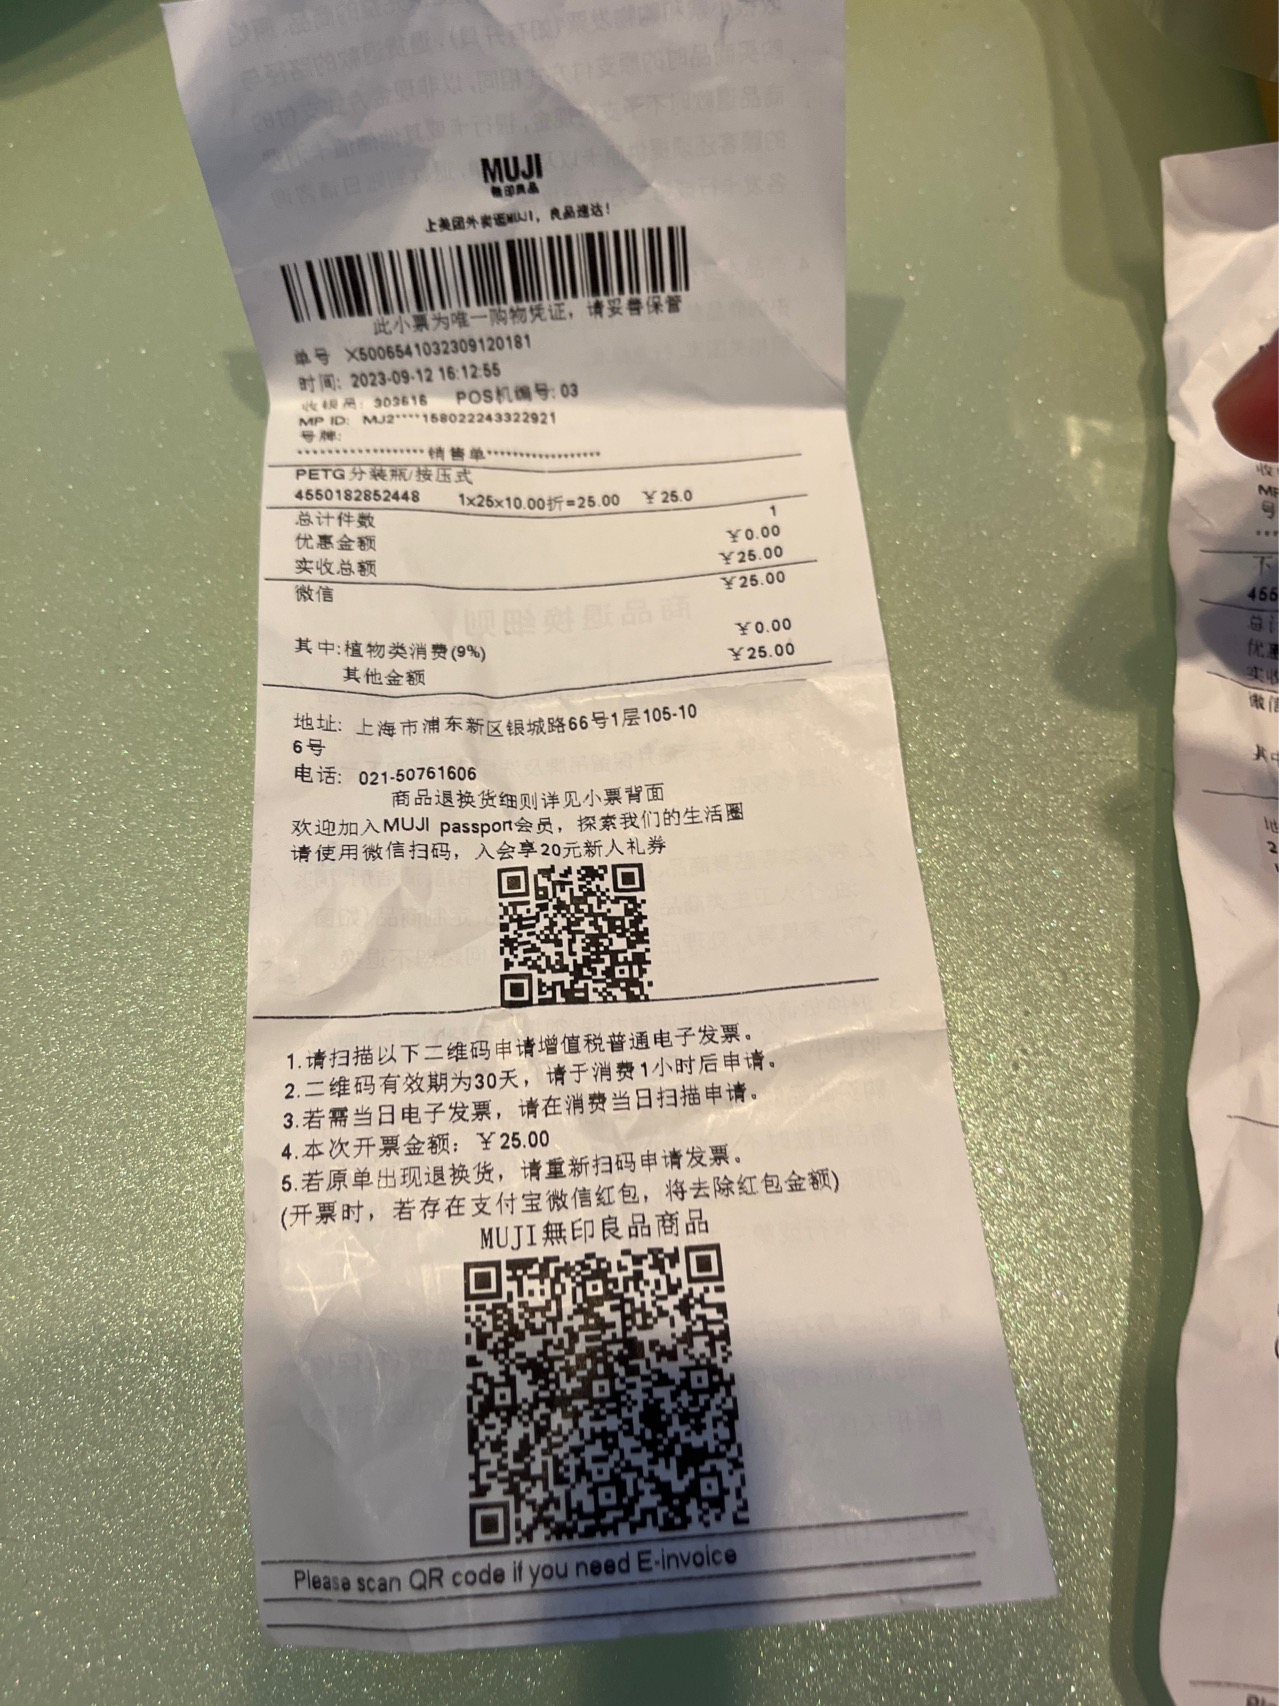 MUJI
無印良品
上美团外卖逛MUJI，良品速达！
此小票为唯一购物凭证，请妥善保管
单号 X5006541032309120181
时间: 2023-09-12 16:12:55
收银员: 303616 POS机编号: 03
MP ID: MJ2****158022243322921
号牌:
******************销售单******************
PETG分装瓶/按压式
4550182852448 1x25x10.00折=25.00 ￥25.0
总计件数 1
优惠金额 ￥0.00
实收总额 ￥25.00
微信 ￥25.00
其中:植物类消费(9%) ￥0.00
其他金额 ￥25.00
地址: 上海市浦东新区银城路66号1层105-10
6号
电话: 021-50761606
商品退换货细则详见小票背面
欢迎加入MUJI passport会员，探索我们的生活圈
请使用微信扫码，入会享20元新人礼券
1.请扫描以下二维码申请增值税普通电子发票。
2.二维码有效期为30天，请于消费1小时后申请。
3.若需当日电子发票，请在消费当日扫描申请。
4.本次开票金额: ￥25.00
5.若原单出现退换货，请重新扫码申请发票。
(开票时，若存在支付宝微信红包，将去除红包金额)
MUJI無印良品商品
Please scan QR code if you need E-invoice